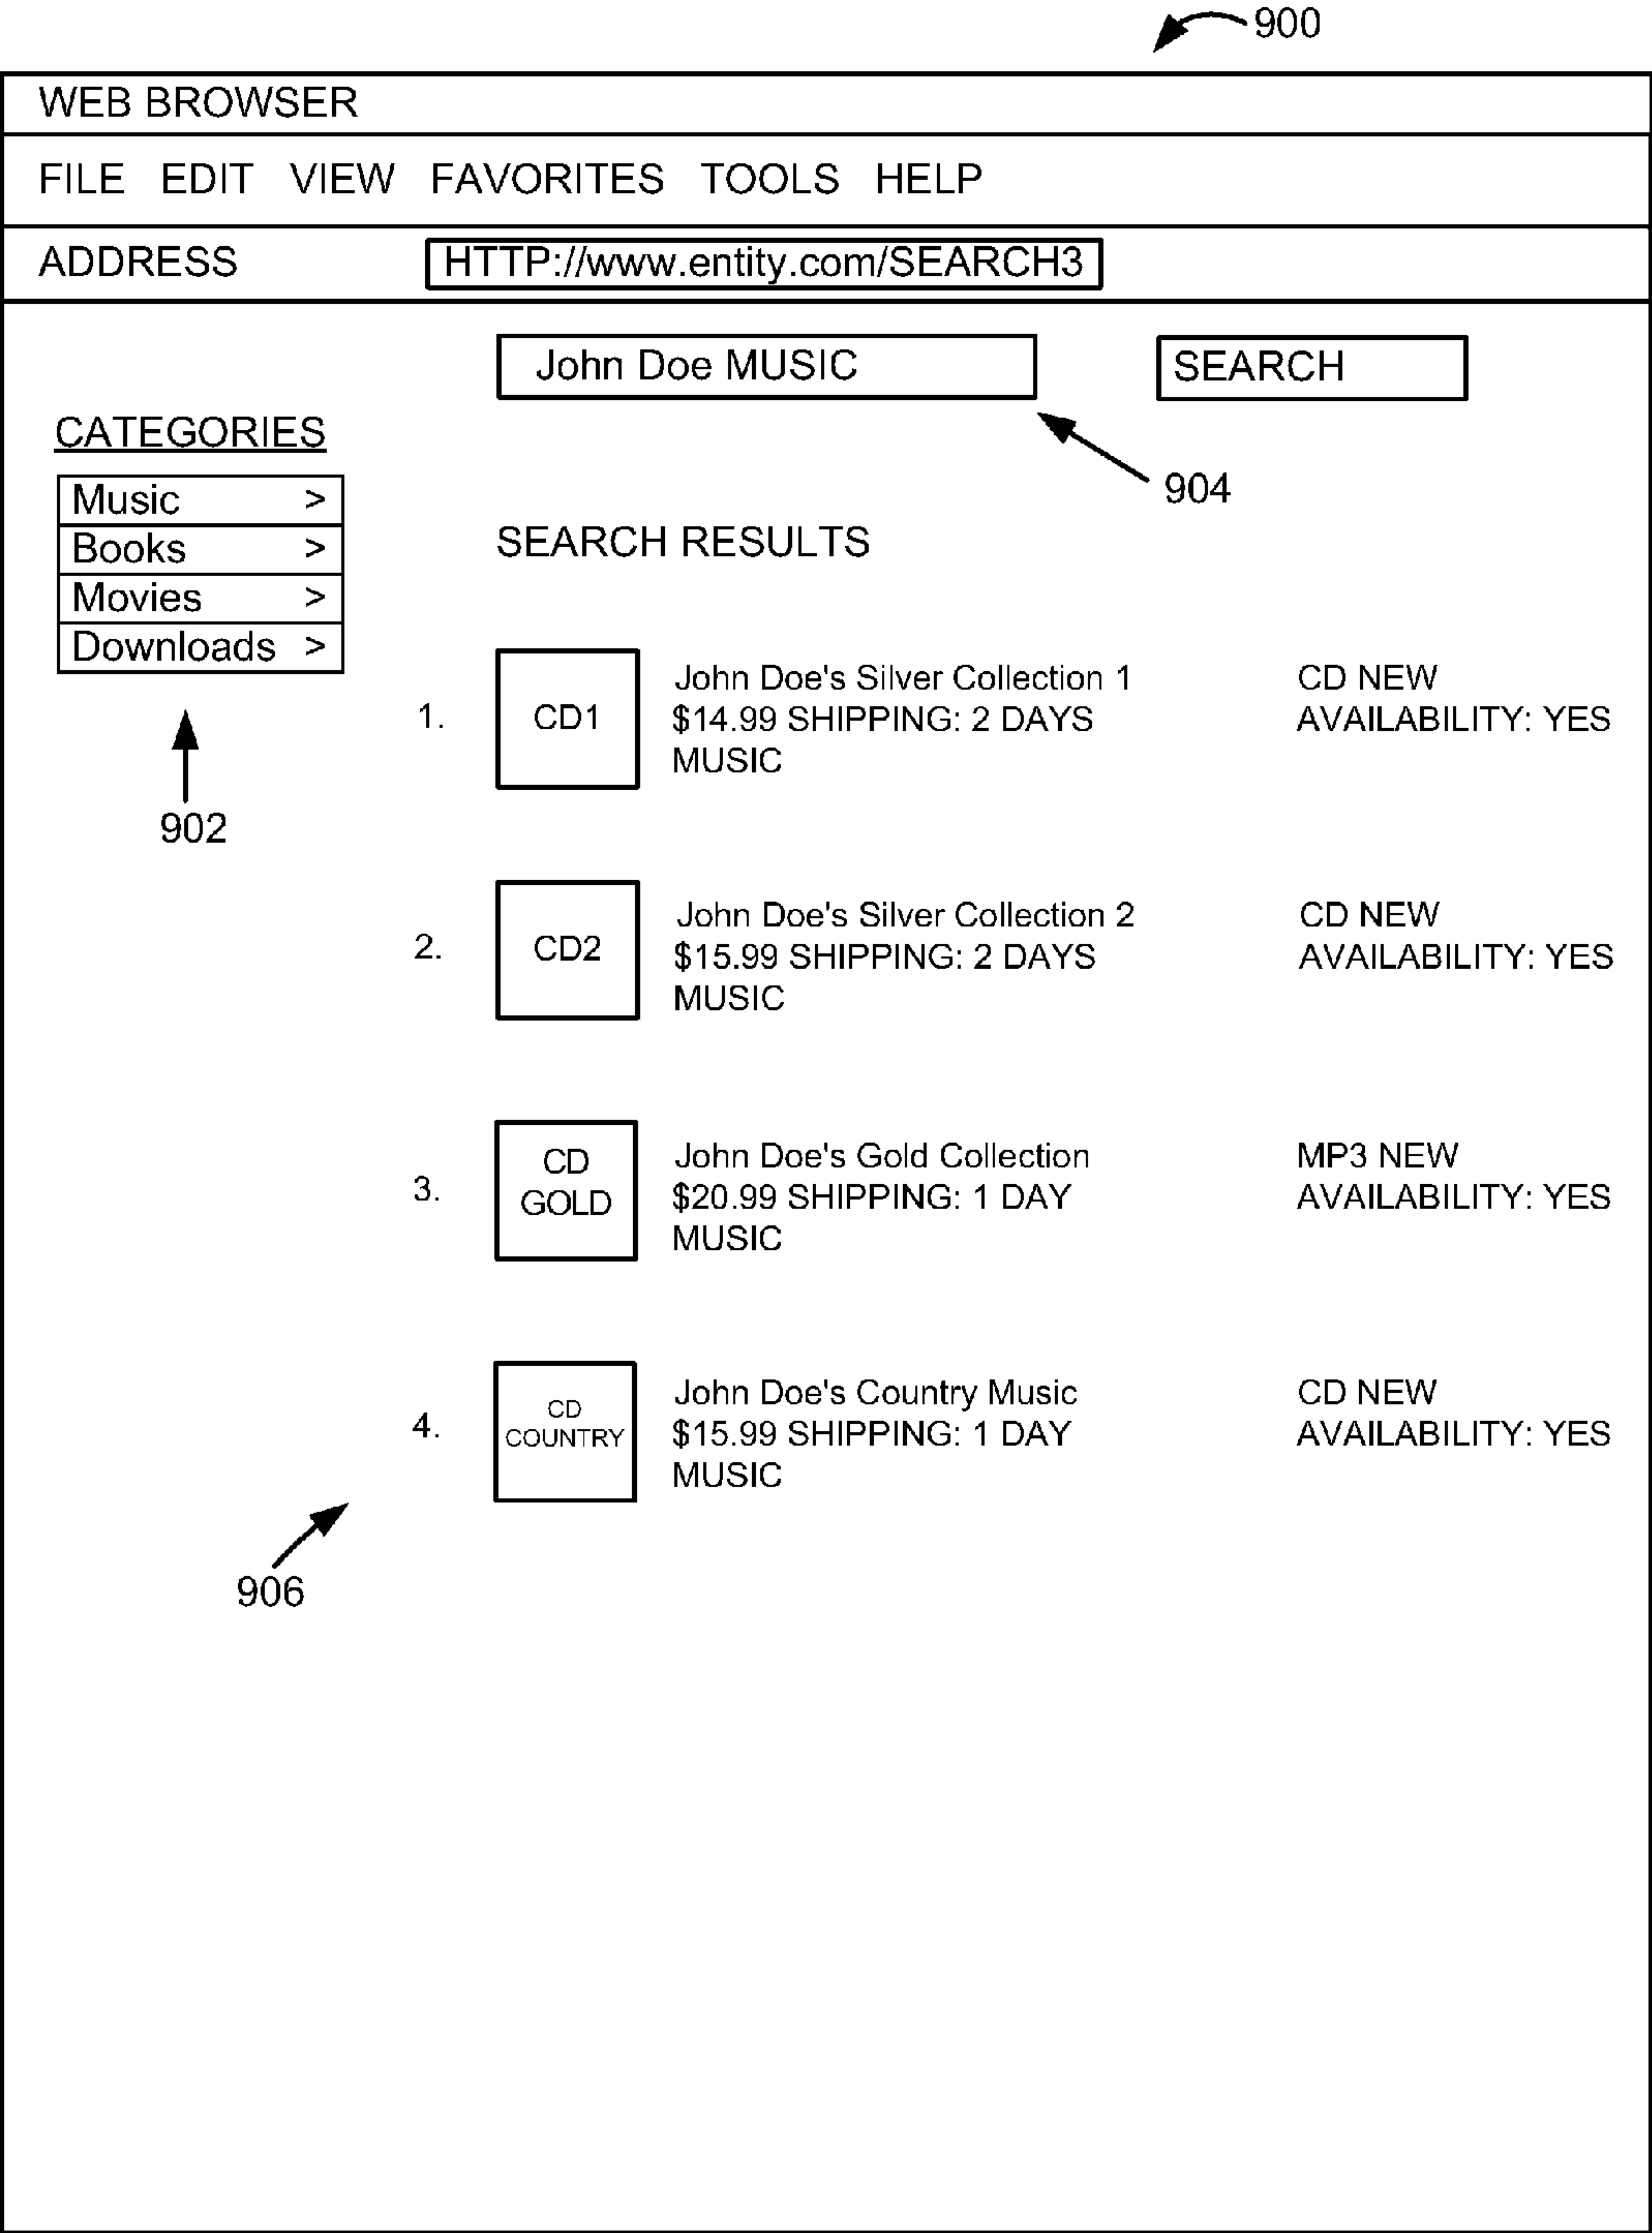 900
WEB BROWSER
FILE EDIT VIEW FAVORITES TOOLS HELP
ADDRESS HTTP://www.entity.com/SEARCH3
John Doe MUSIC SEARCH
904
CATEGORIES
Music >
Books >
Movies >
Downloads >
902
SEARCH RESULTS
1. CD1
John Doe's Silver Collection 1 CD NEW
$14.99 SHIPPING: 2 DAYS AVAILABILITY: YES
MUSIC
2. CD2
John Doe's Silver Collection 2 CD NEW
$15.99 SHIPPING: 2 DAYS AVAILABILITY: YES
MUSIC
3. CD
GOLD
John Doe's Gold Collection MP3 NEW
$20.99 SHIPPING: 1 DAY AVAILABILITY: YES
MUSIC
4. CD
COUNTRY
John Doe's Country Music CD NEW
$15.99 SHIPPING: 1 DAY AVAILABILITY: YES
MUSIC
906